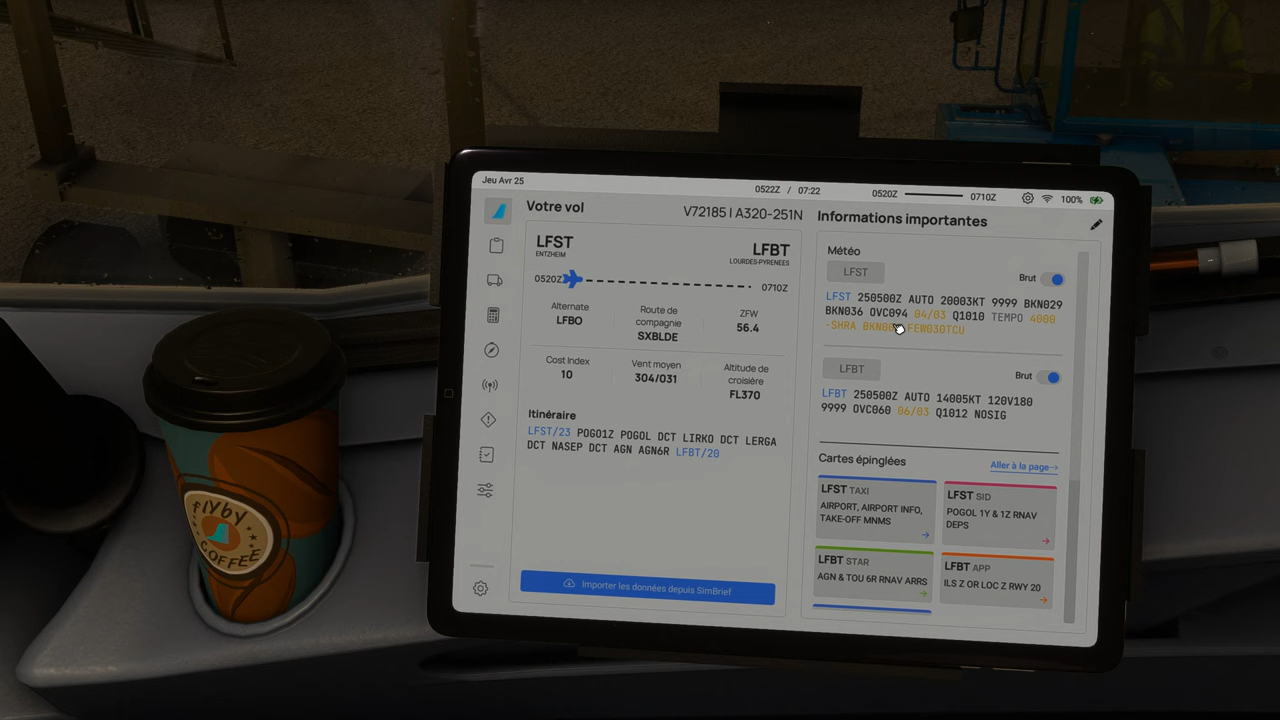 Jeu Avr 25
0522Z / 07:22
0520Z
0710Z
100%
Votre vol
V72185 | A320-251N
LFST
ENTZHEIM
LFBT
LOURDES-PYRENEES
0520Z
0710Z
Alternate
LFBO
Route de
compagnie
SXBLDE
ZFW
56.4
Cost Index
10
Vent moyen
304/031
Altitude de
croisière
FL370
Itinéraire
LFST/23 POGO1Z POGOL DCT LIRKO DCT LERGA
DCT NASEP DCT AGN AGN6R LFBT/20
Importer les données depuis SimBrief
Informations importantes
Météo
LFST
Brut
LFST 250500Z AUTO 20003KT 9999 BKN029
BKN036 OVC094 04/03 Q1010 TEMPO 4000
-SHRA FEW030TCU
LFBT
Brut
LFBT 250500Z AUTO 14005KT 120V180
9999 OVC060 06/03 Q1012 NOSIG
Cartes épinglées
Aller à la page
LFST TAXI
AIRPORT, AIRPORT INFO,
TAKE-OFF MNMS
LFST SID
POGOL 1Y & 1Z RNAV
DEPS
LFBT STAR
AGN & TOU 6R RNAV ARRS
LFBT APP
ILS Z OR LOC Z RWY 20
FlyBy
COFFEE